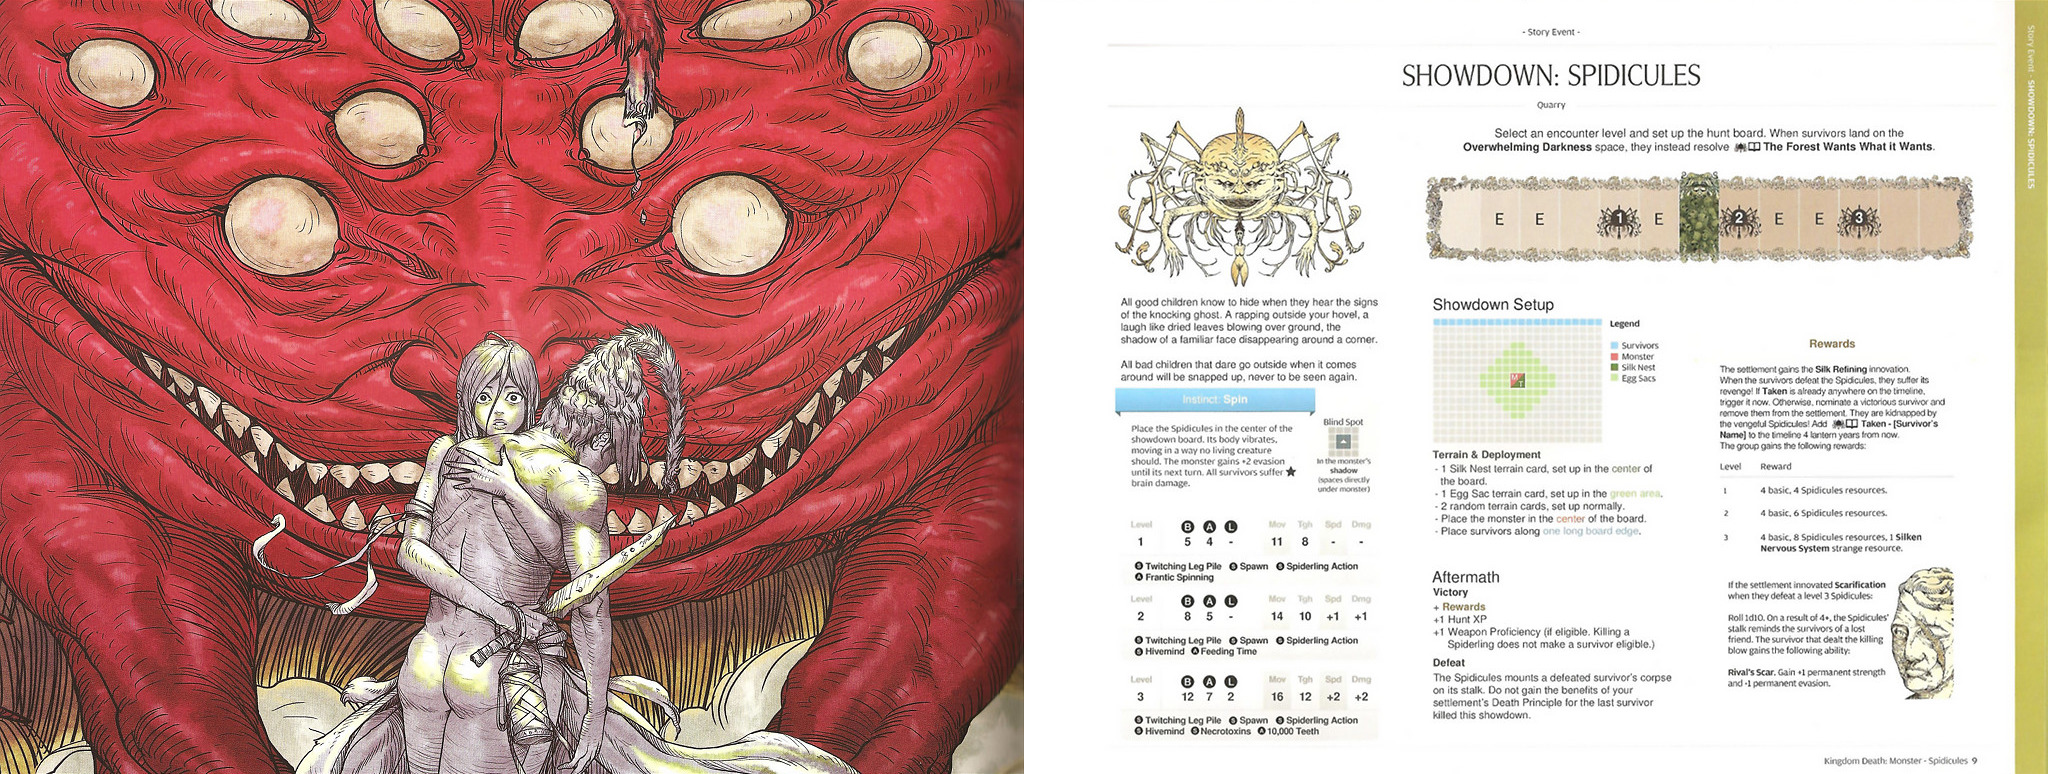 - Story Event -
SHOWDOWN: SPIDICULES
Quarry
Select an encounter level and set up the hunt board. When survivors land on the
Overwhelming Darkness space, they instead resolve The Forest Wants What it Wants.
E E 1 E 2 E E 3
All good children know to hide when they hear the signs
of the knocking ghost. A rapping outside your hovel, a
laugh like dried leaves blowing over ground, the
shadow of a familiar face disappearing around a corner.
All bad children that dare go outside when it comes
around will be snapped up, never to be seen again.
Instinct: Spin
Place the Spidicules in the center of the
showdown board. Its body vibrates,
moving in a way no living creature
should. The monster gains +2 evasion
until its next turn. All survivors suffer ★
brain damage.
Blind Spot
In the monster's
shadow
(spaces directly
under monster)
Level B A L Mov Tgh Spd Dmg
1 5 4 - 11 8 - -
S Twitching Leg Pile S Spawn S Spiderling Action
A Frantic Spinning
Level B A L Mov Tgh Spd Dmg
2 8 5 - 14 10 +1 +1
S Twitching Leg Pile S Spawn S Spiderling Action
S Hivemind A Feeding Time
Level B A L Mov Tgh Spd Dmg
3 12 7 2 16 12 +2 +2
S Twitching Leg Pile S Spawn S Spiderling Action
S Hivemind S Necrotoxins A 10,000 Teeth
Showdown Setup
M
T
Legend
Survivors
Monster
Silk Nest
Egg Sacs
Terrain & Deployment
- 1 Silk Nest terrain card, set up in the center of
the board.
- 1 Egg Sac terrain card, set up in the green area.
- 2 random terrain cards, set up normally.
- Place the monster in the center of the board.
- Place survivors along one long board edge.
Aftermath
Victory
+ Rewards
+1 Hunt XP
+1 Weapon Proficiency (if eligible. Killing a
Spiderling does not make a survivor eligible.)
Defeat
The Spidicules mounts a defeated survivor's corpse
on its stalk. Do not gain the benefits of your
settlement's Death Principle for the last survivor
killed this showdown.
Rewards
The settlement gains the Silk Refining innovation.
When the survivors defeat the Spidicules, they suffer its
revenge! If Taken is already anywhere on the timeline,
trigger it now. Otherwise, nominate a victorious survivor and
remove them from the settlement. They are kidnapped by
the vengeful Spidicules! Add Taken - [Survivor's
Name] to the timeline 4 lantern years from now.
The group gains the following rewards:
Level Reward
1 4 basic, 4 Spidicules resources.
2 4 basic, 6 Spidicules resources.
3 4 basic, 8 Spidicules resources, 1 Silken
Nervous System strange resource.
If the settlement innovated Scarification
when they defeat a level 3 Spidicules:
Roll 1d10. On a result of 4+, the Spidicules'
stalk reminds the survivors of a lost
friend. The survivor that dealt the killing
blow gains the following ability:
Rival's Scar. Gain +1 permanent strength
and -1 permanent evasion.
Story Event - SHOWDOWN: SPIDICULES
Kingdom Death: Monster - Spidicules 9